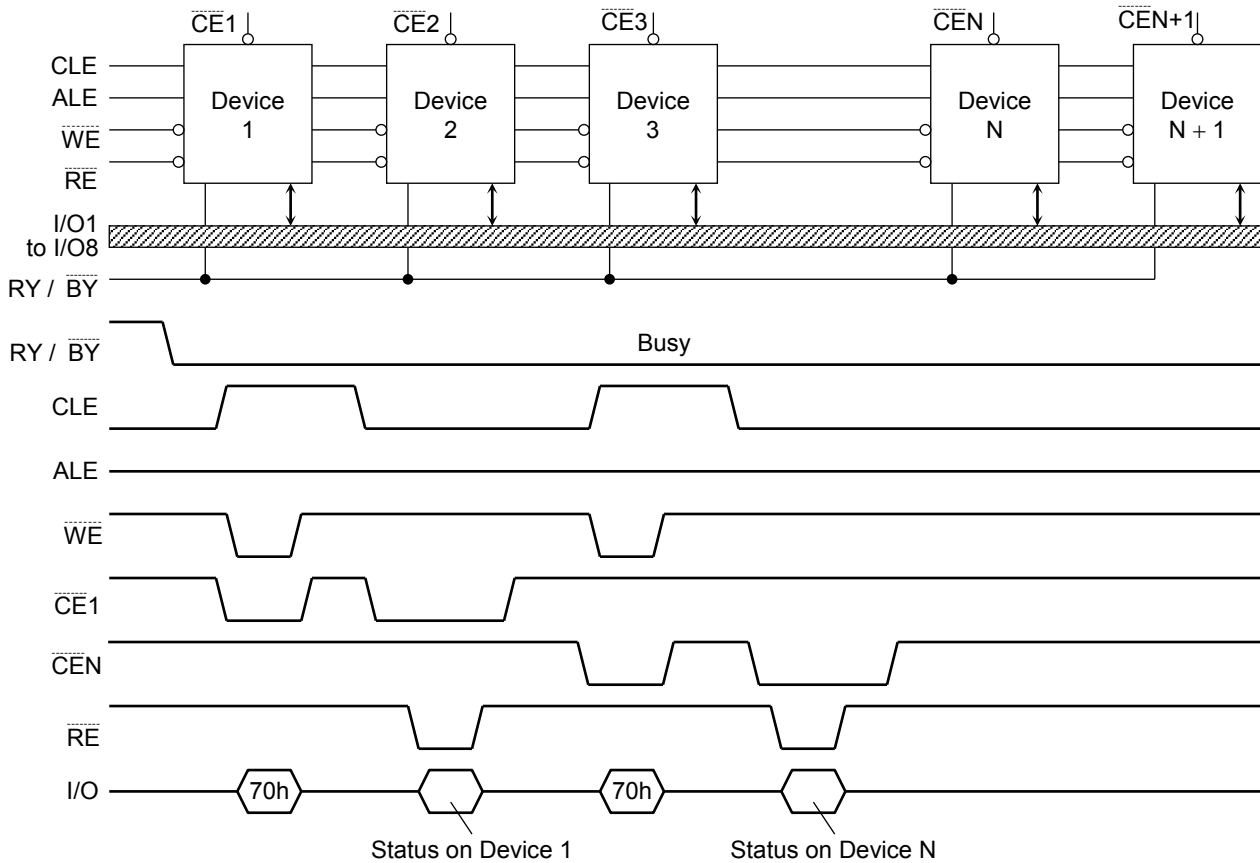 CE1 CE2 CE3 CEN CEN+1
CLE
ALE
WE
RE
Device 1
Device 2
Device 3
Device N
Device N + 1
I/O1
to I/O8
RY / BY
RY / BY
Busy
CLE
ALE
WE
CE1
CEN
RE
I/O
70h
70h
Status on Device 1
Status on Device N